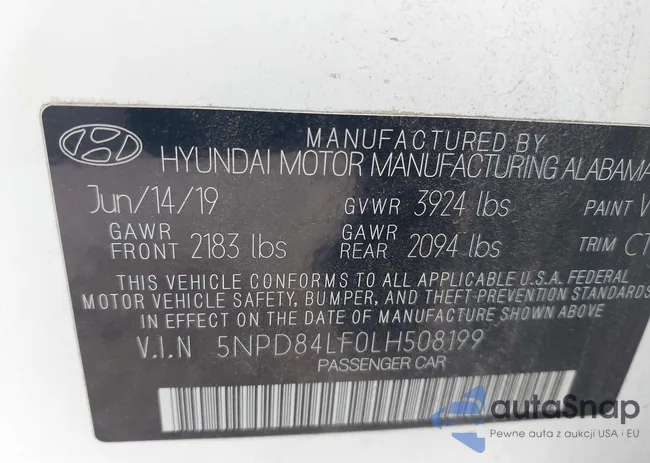 MANUFACTURED BY
HYUNDAI MOTOR MANUFACTURING ALABAMA
Jun/14/19 GVWR 3924 lbs PAINT
GAWR FRONT 2183 lbs GAWR REAR 2094 lbs TRIM CT
THIS VEHICLE CONFORMS TO ALL APPLICABLE U.S.A. FEDERAL
MOTOR VEHICLE SAFETY, BUMPER, AND THEFT PREVENTION STANDARDS
IN EFFECT ON THE DATE OF MANUFACTURE SHOWN ABOVE
V.I.N 5NPD84LF0LH508199
PASSENGER CAR
autaSnap
Pewne auta z aukcji USA i EU